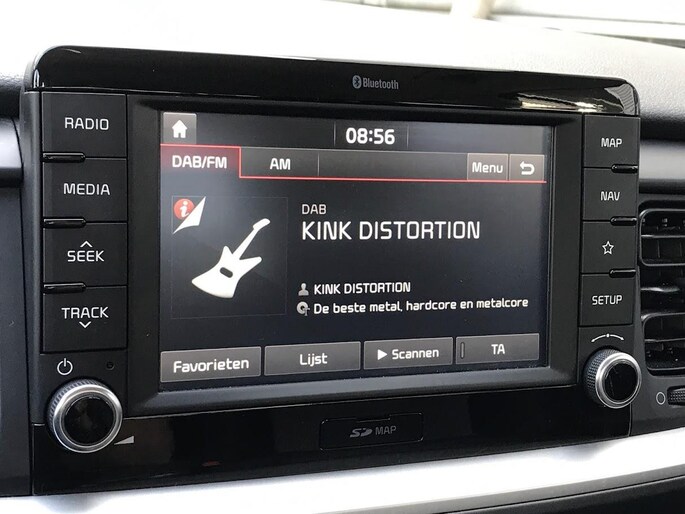 Bluetooth
RADIO
MEDIA
SEEK
TRACK
08:56
DAB/FM
AM
Menu
i
DAB
KINK DISTORTION
KINK DISTORTION
De beste metal, hardcore en metalcore
Favorieten
Lijst
Scannen
TA
MAP
NAV
SETUP
SD MAP